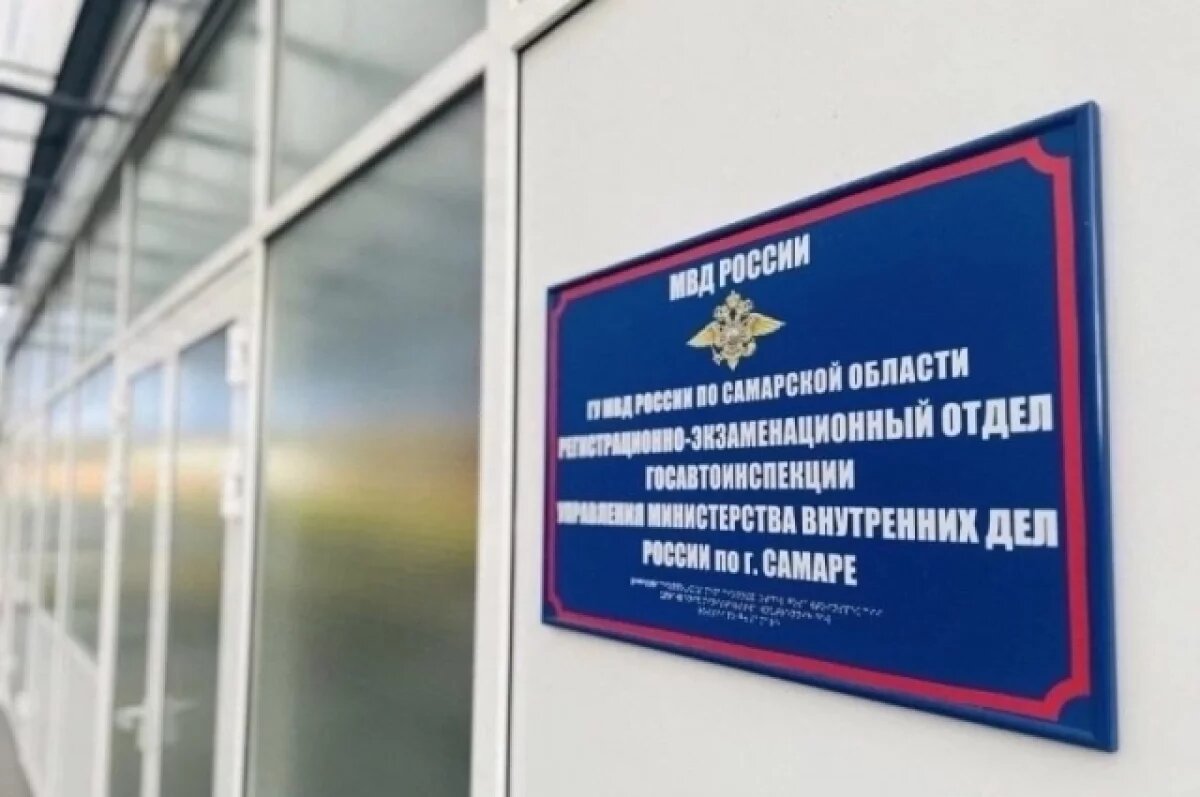 МВД РОССИИ
ГУ МВД РОССИИ ПО САМАРСКОЙ ОБЛАСТИ
РЕГИСТРАЦИОННО-ЭКЗАМЕНАЦИОННЫЙ ОТДЕЛ
ГОСАВТОИНСПЕКЦИИ
УПРАВЛЕНИЯ МИНИСТЕРСТВА ВНУТРЕННИХ ДЕЛ
РОССИИ по г. САМАРЕ